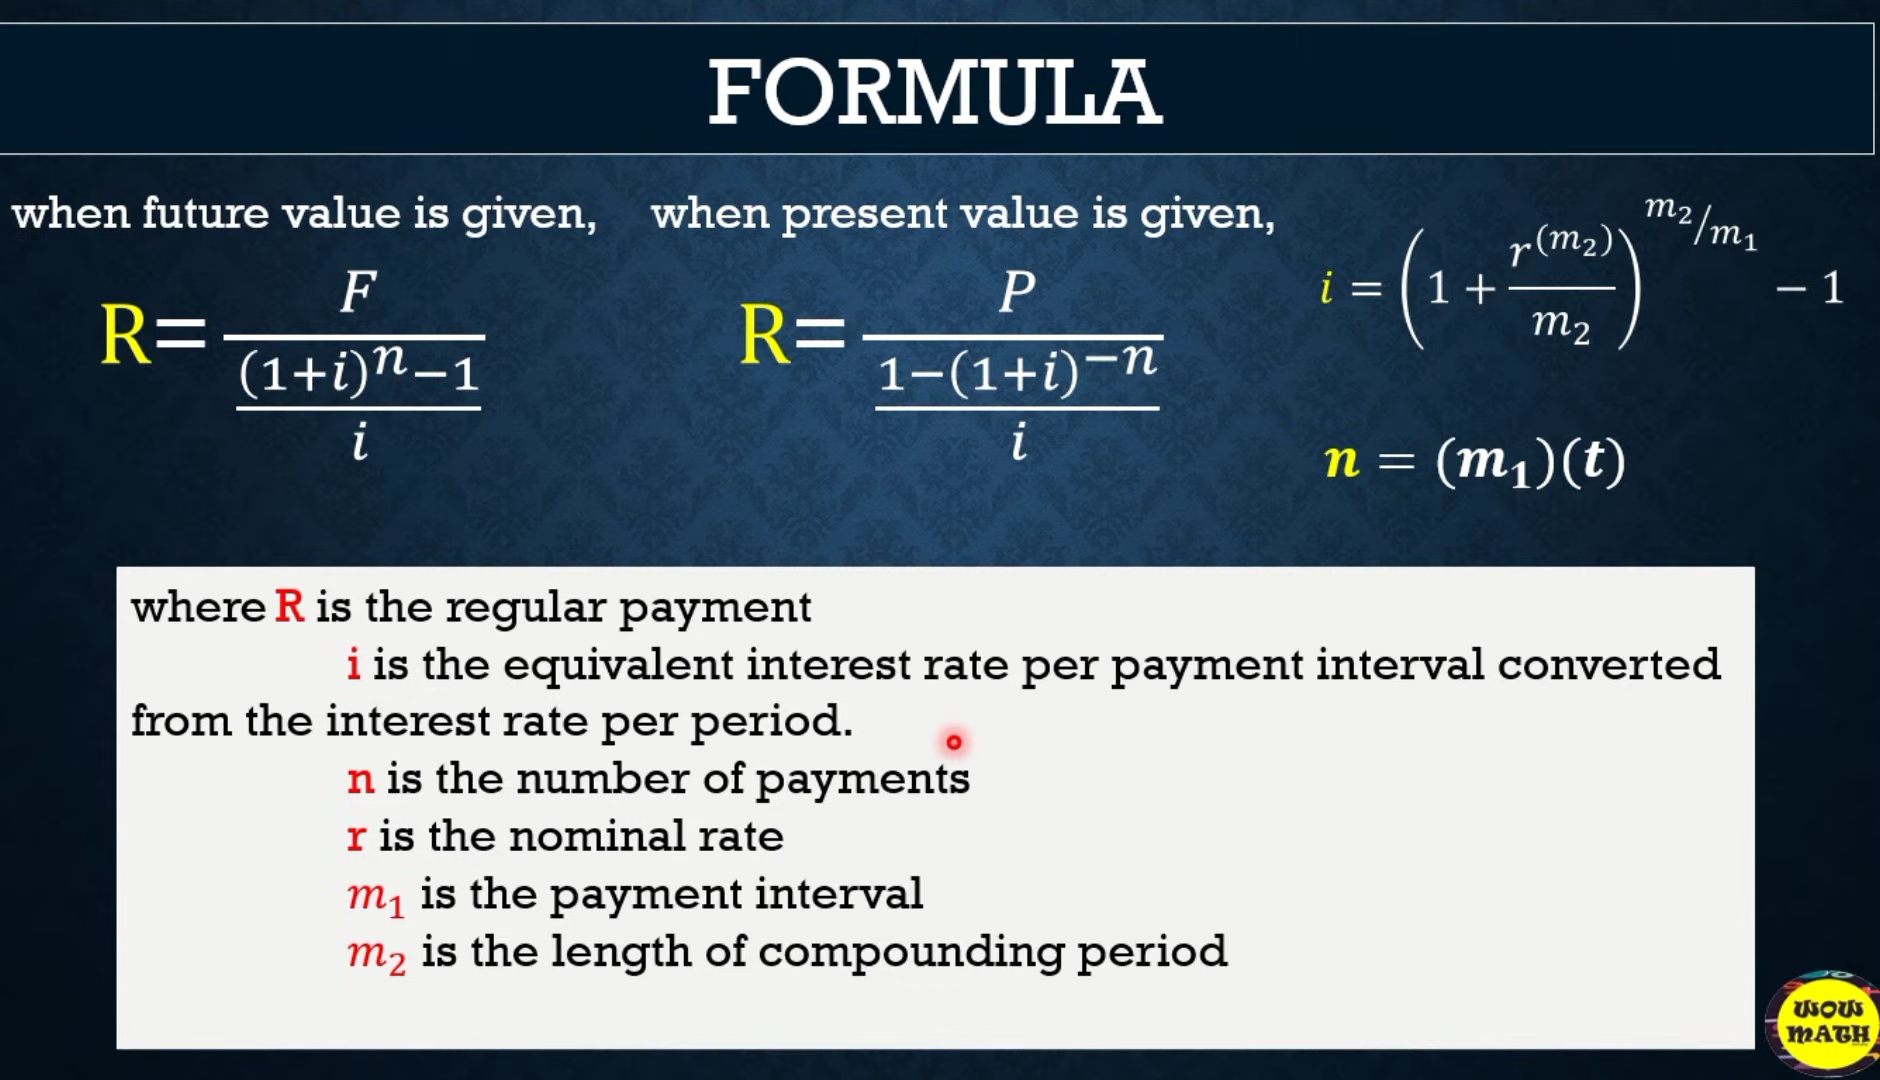 FORMULA
when future value is given,
R= F / (((1+i)^n−1) / i)
when present value is given,
R= P / ((1−(1+i)^−n) / i)
i = (1 + r^(m₂) / m₂)^(m₂/m₁) − 1
n = (m₁)(t)
where R is the regular payment
i is the equivalent interest rate per payment interval converted
from the interest rate per period.
n is the number of payments
r is the nominal rate
m₁ is the payment interval
m₂ is the length of compounding period
WOW
MATH